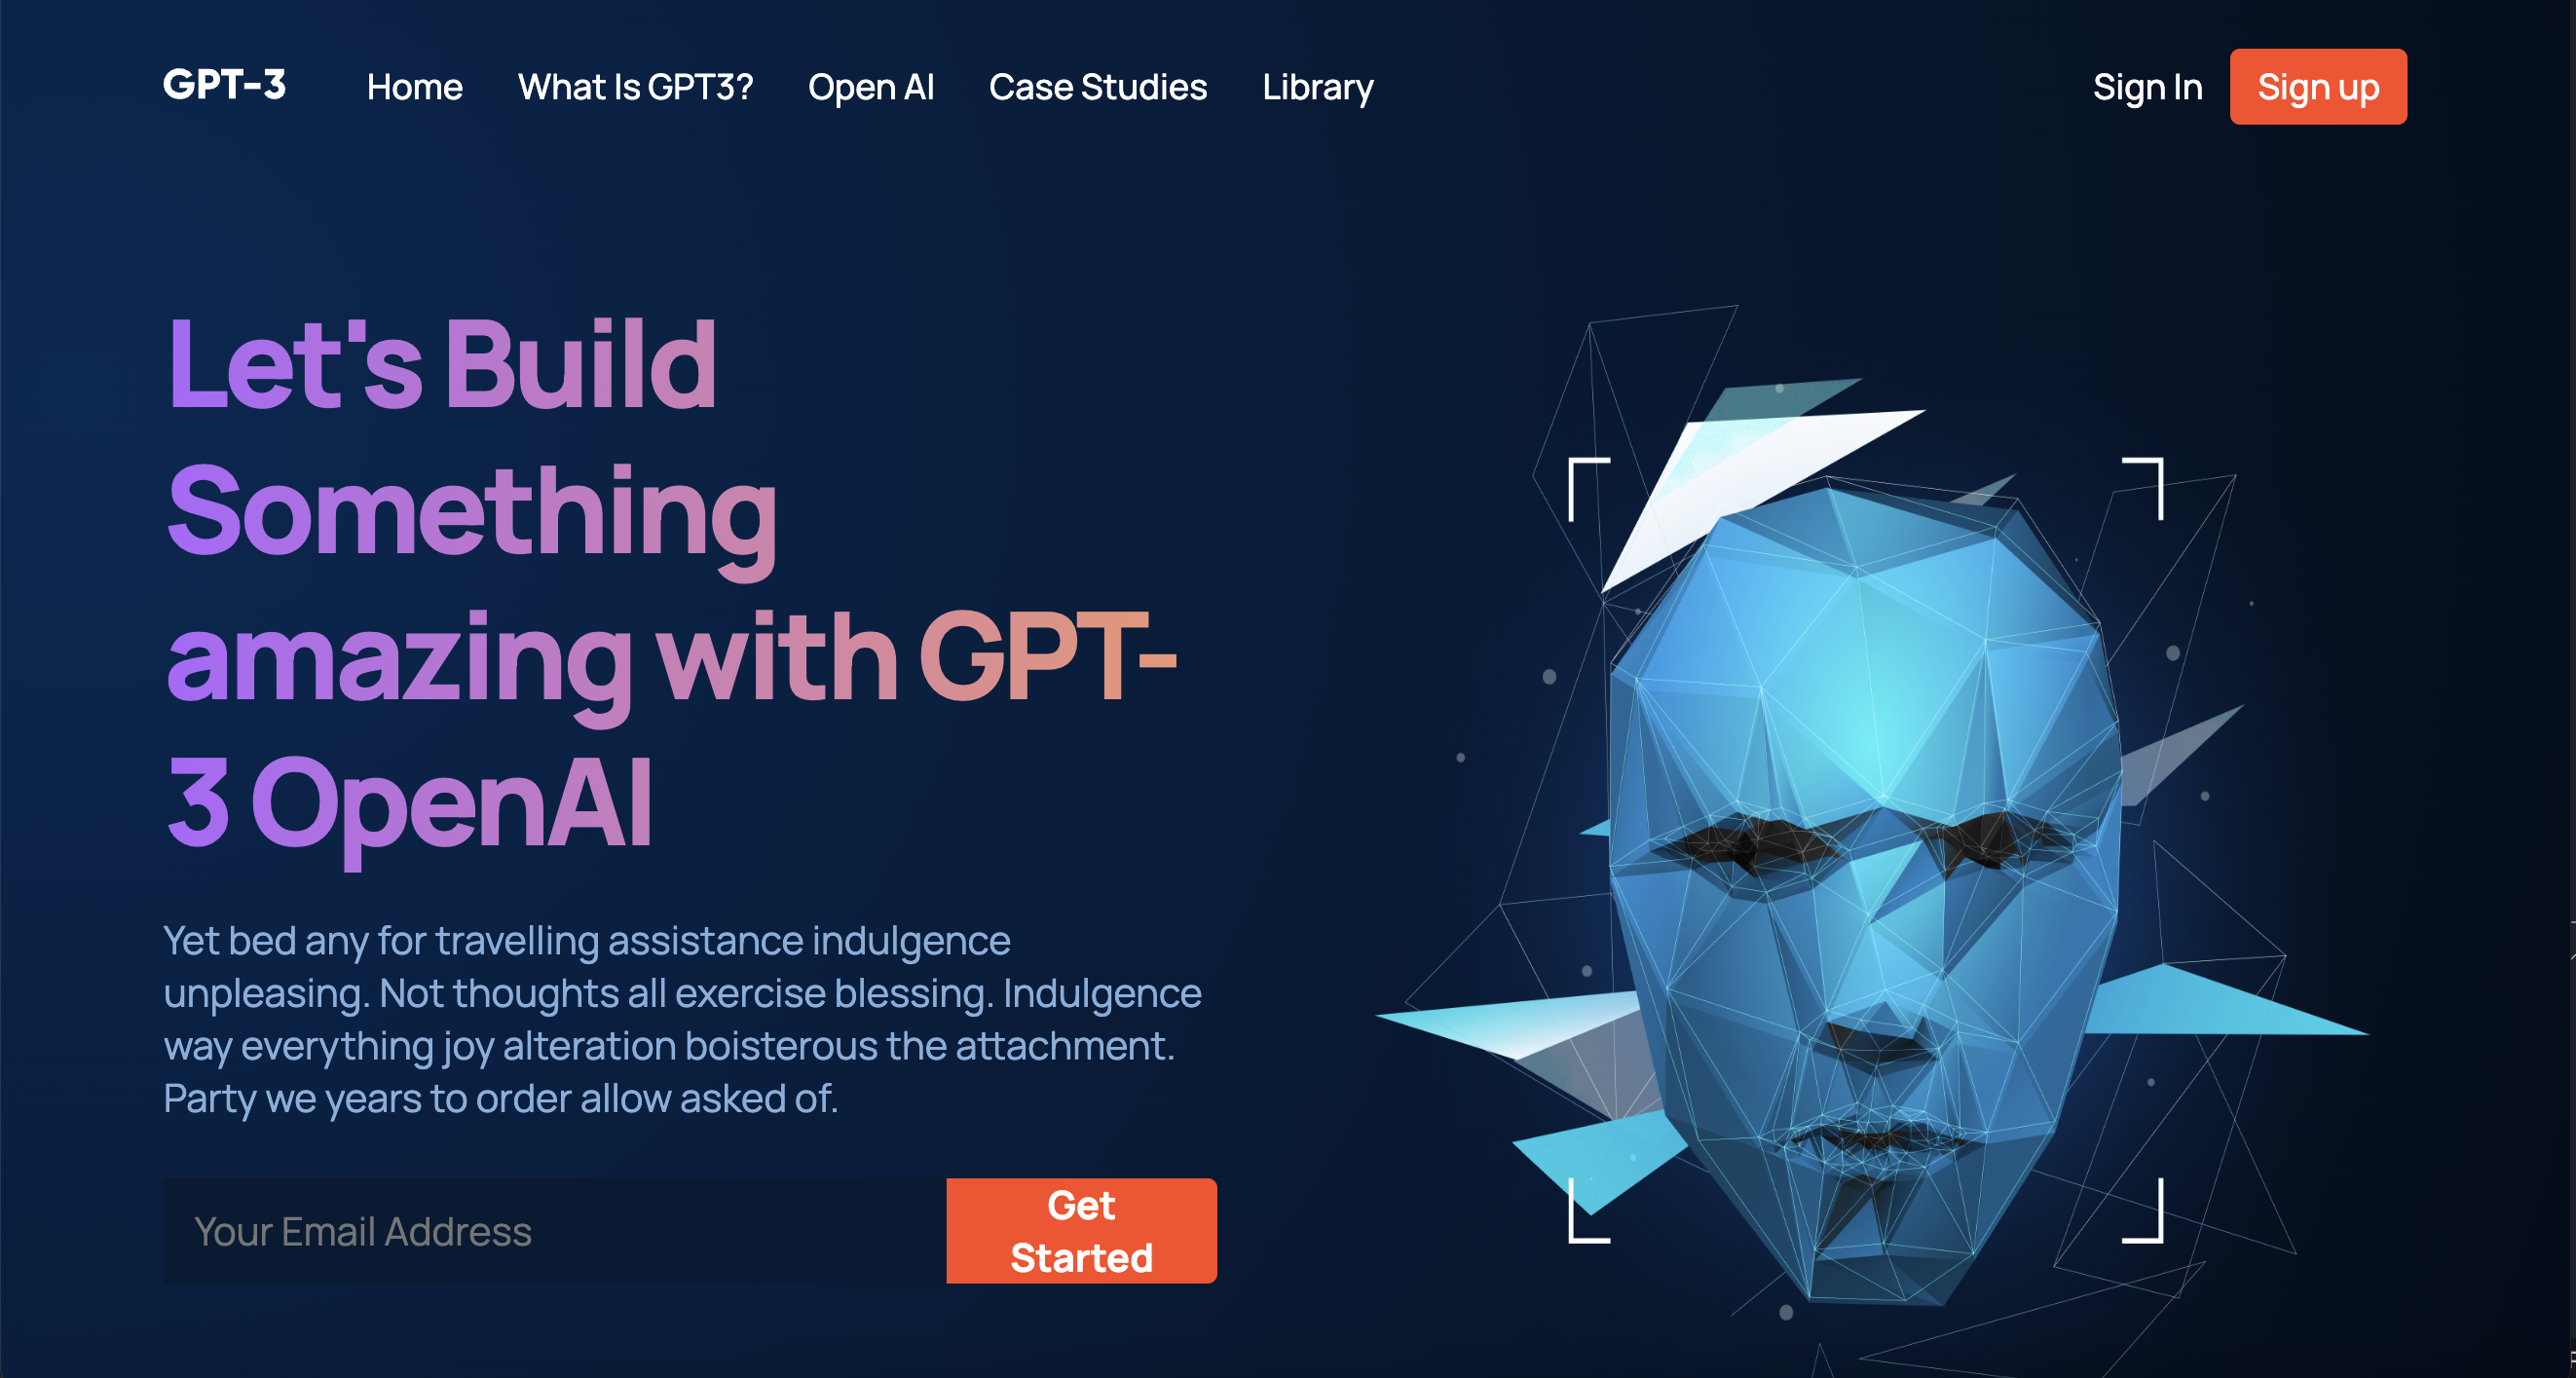 GPT-3 Home What Is GPT3? Open AI Case Studies Library Sign In Sign up
Let's Build
Something
amazing with GPT-
3 OpenAI
Yet bed any for travelling assistance indulgence
unpleasing. Not thoughts all exercise blessing. Indulgence
way everything joy alteration boisterous the attachment.
Party we years to order allow asked of.
Your Email Address
Get
Started